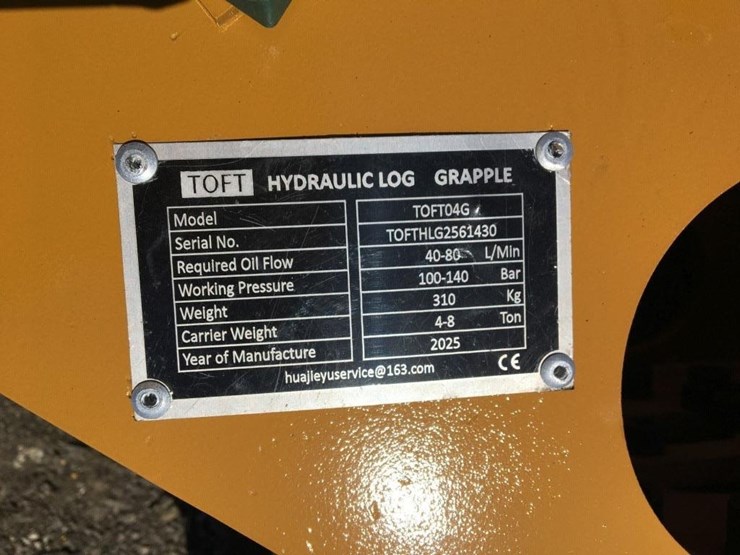 TOFT HYDRAULIC LOG GRAPPLE
Model TOFT04G
Serial No. TOFTHLG2561430
Required Oil Flow 40-80 L/Min
Working Pressure 100-140 Bar
Weight 310 Kg
Carrier Weight 4-8 Ton
Year of Manufacture 2025
huajieyuservice@163.com CE